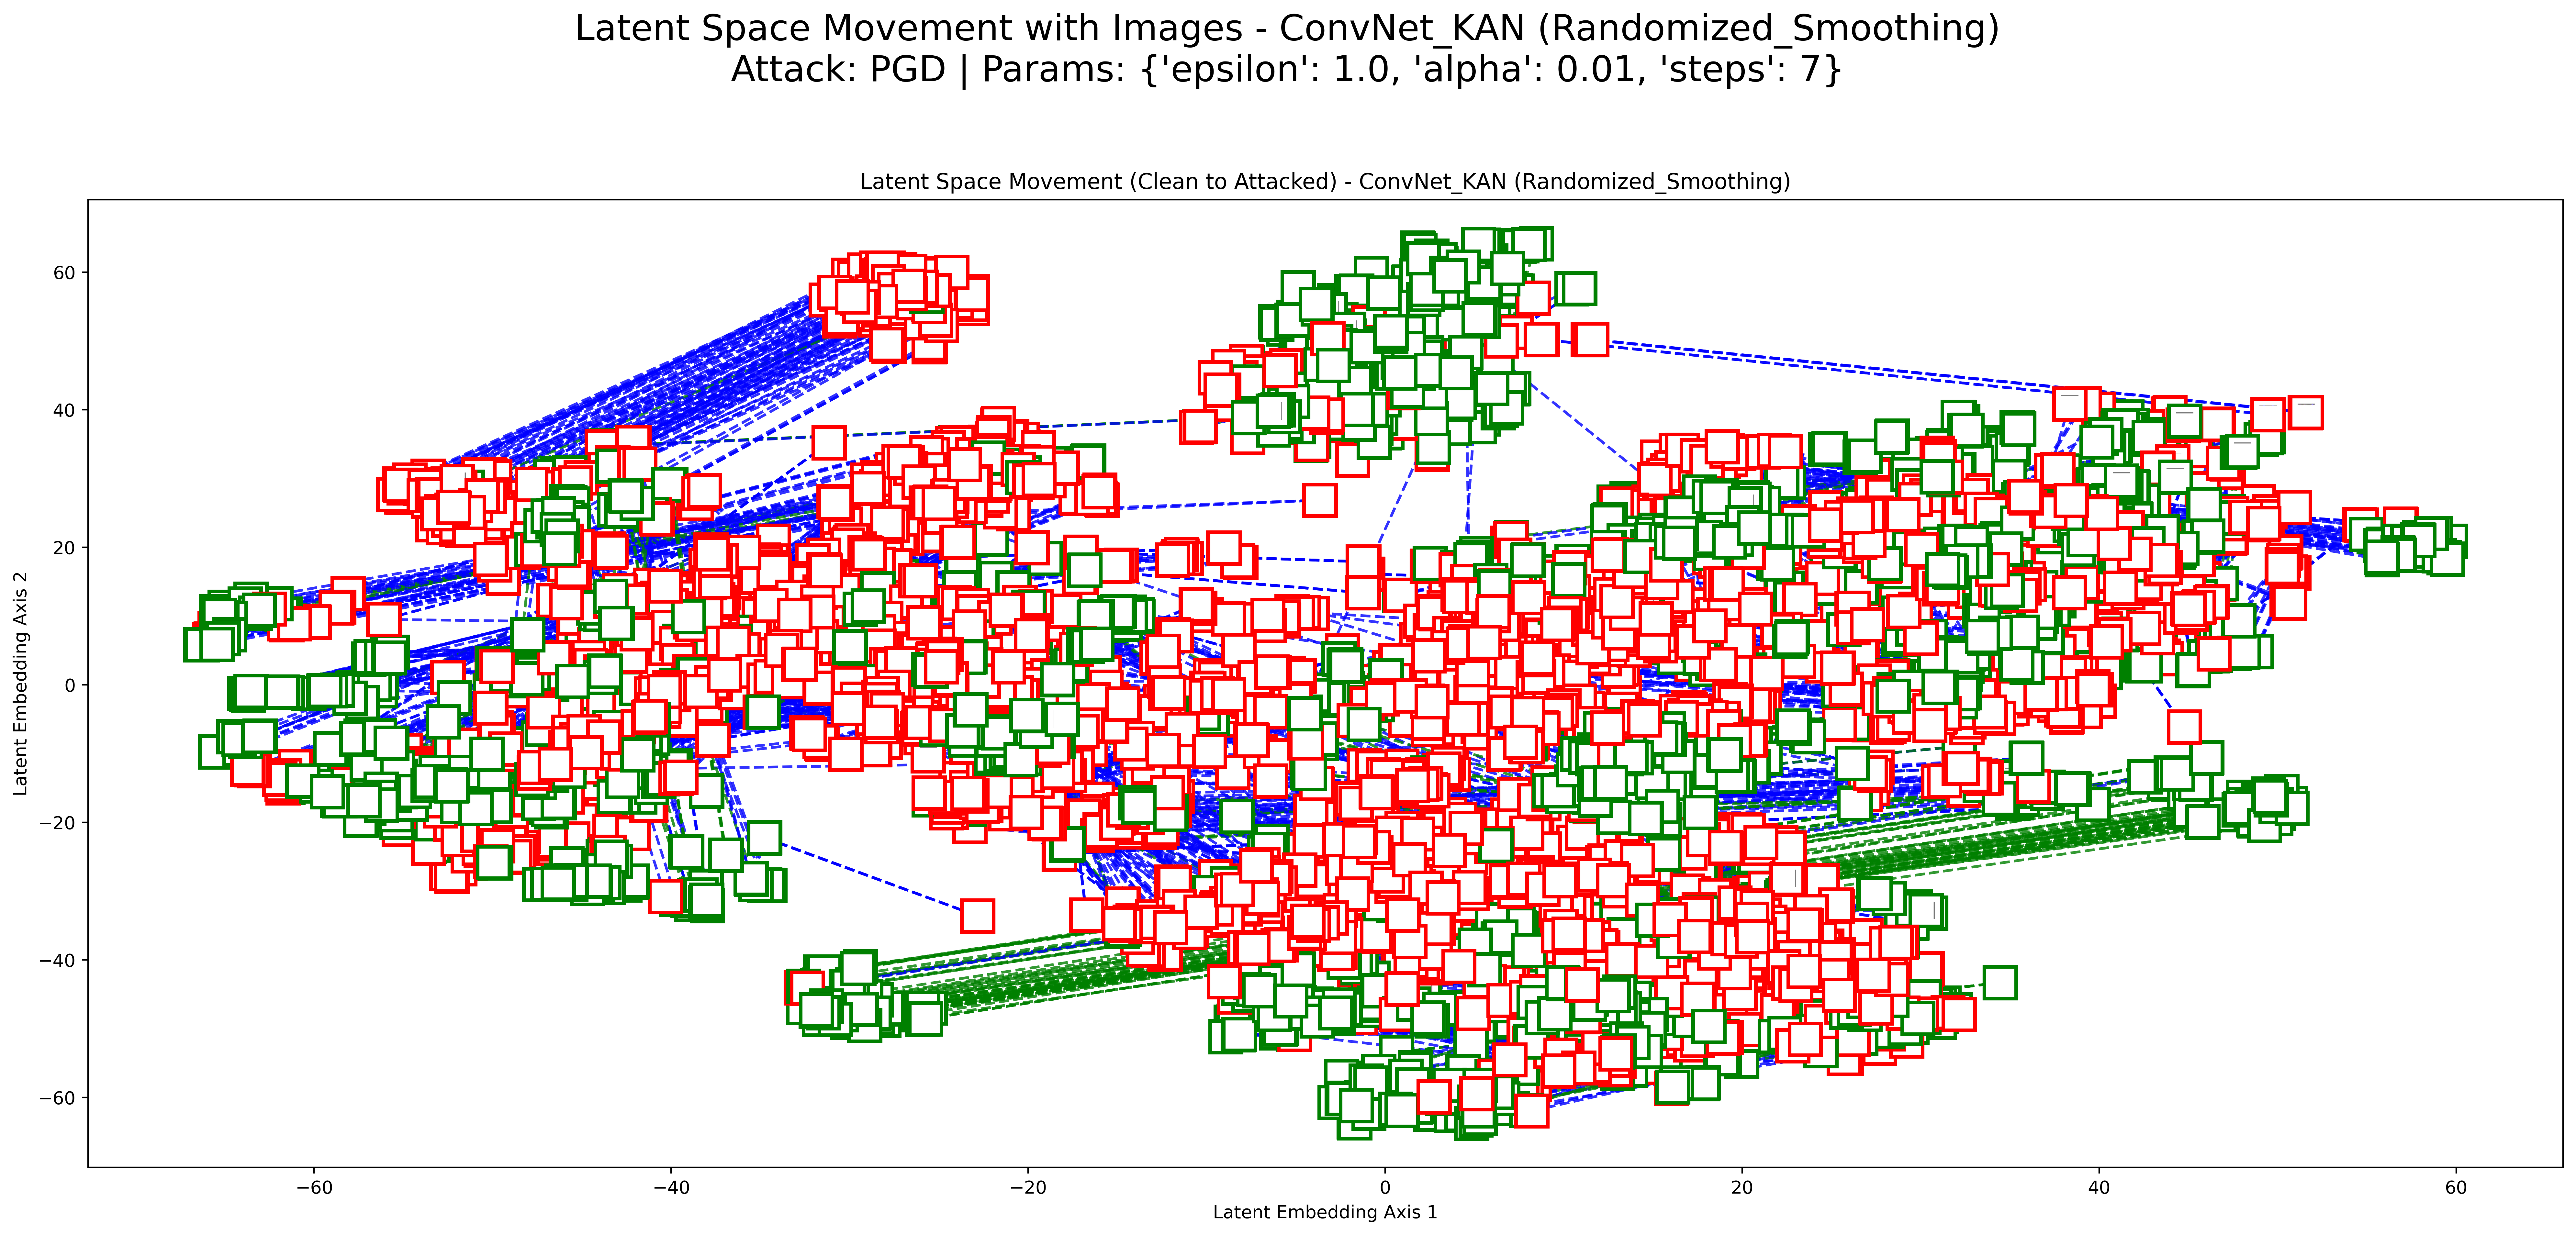 Latent Space Movement with Images - ConvNet_KAN (Randomized_Smoothing)
Attack: PGD | Params: {'epsilon': 1.0, 'alpha': 0.01, 'steps': 7}
Latent Space Movement (Clean to Attacked) - ConvNet_KAN (Randomized_Smoothing)
60
40
20
0
−20
−40
−60
Latent Embedding Axis 2
−60
−40
−20
0
20
40
60
Latent Embedding Axis 1